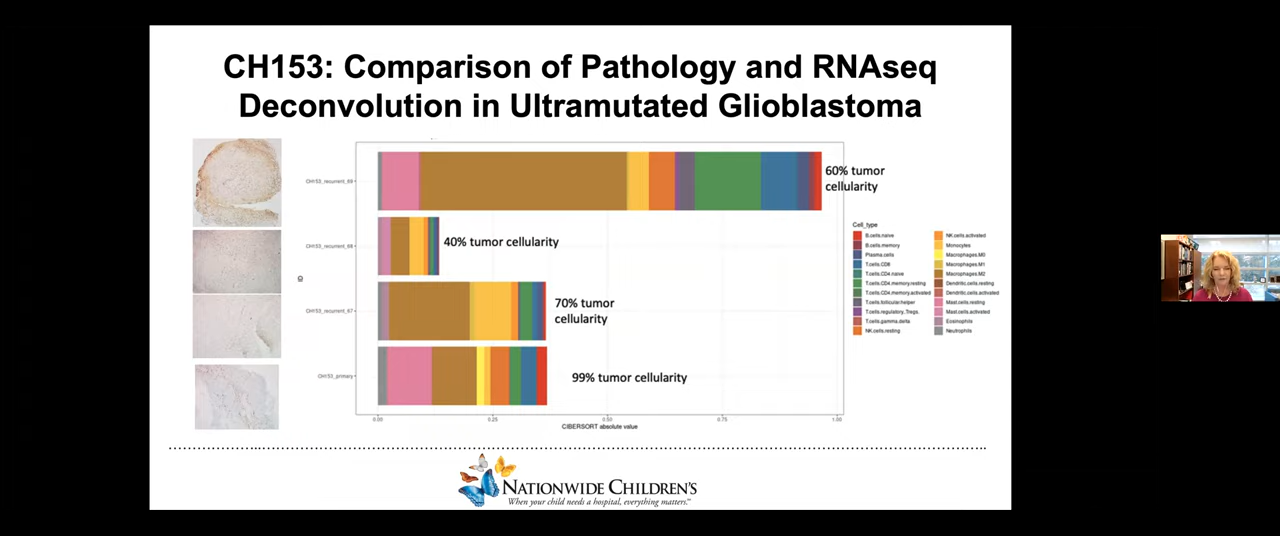 CH153: Comparison of Pathology and RNAseq
Deconvolution in Ultramutated Glioblastoma
CH153_recurrent_69
60% tumor
cellularity
CH153_recurrent_68
40% tumor cellularity
ID
CH153_recurrent_67
70% tumor
cellularity
CH153_primary
99% tumor cellularity
0.00 0.25 0.50 0.75 1.00
CIBERSORT absolute value
Cell_type
B.cells.naive
B.cells.memory
Plasma.cells
T.cells.CD8
T.cells.CD4.naive
T.cells.CD4.memory.resting
T.cells.CD4.memory.activated
T.cells.follicular.helper
T.cells.regulatory..Tregs.
T.cells.gamma.delta
NK.cells.resting
NK.cells.activated
Monocytes
Macrophages.M0
Macrophages.M1
Macrophages.M2
Dendritic.cells.resting
Dendritic.cells.activated
Mast.cells.resting
Mast.cells.activated
Eosinophils
Neutrophils
NATIONWIDE CHILDREN'S
When your child needs a hospital, everything matters.™